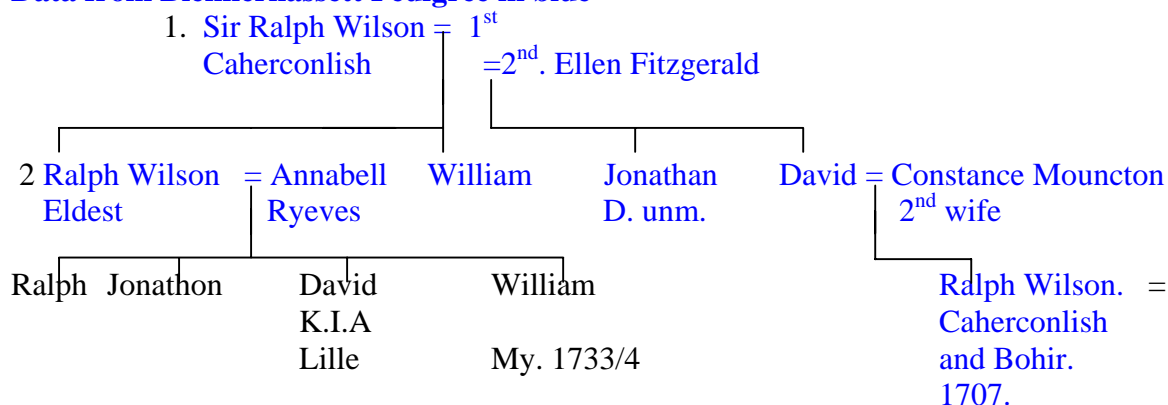 Data from Blennerhassett Pedigree in blue
1. Sir Ralph Wilson = 1st
Caherconlish =2nd. Ellen Fitzgerald
2 Ralph Wilson = Annabell William Jonathan David = Constance Mouncton
Eldest Ryeves D. unm. 2nd wife
Ralph Jonathon David William Ralph Wilson. =
K.I.A Caherconlish
Lille My. 1733/4 and Bohir.
1707.